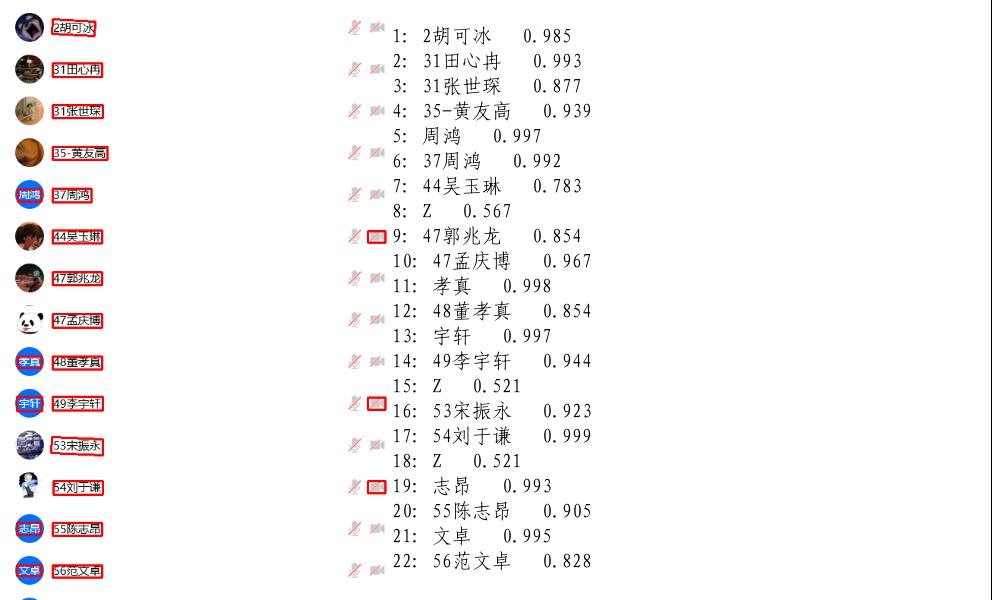 2胡可冰
31田心冉
31张世琛
35-黄友高
周鸿 37周鸿
44吴玉琳
47郭兆龙
47孟庆博
孝真 48董孝真
宇轩 49李宇轩
53宋振永
54刘于谦
志昂 55陈志昂
文卓 56范文卓
1: 2胡可冰 0.985
2: 31田心冉 0.993
3: 31张世琛 0.877
4: 35-黄友高 0.939
5: 周鸿 0.997
6: 37周鸿 0.992
7: 44吴玉琳 0.783
8: Z 0.567
9: 47郭兆龙 0.854
10: 47孟庆博 0.967
11: 孝真 0.998
12: 48董孝真 0.854
13: 宇轩 0.997
14: 49李宇轩 0.944
15: Z 0.521
16: 53宋振永 0.923
17: 54刘于谦 0.999
18: Z 0.521
19: 志昂 0.993
20: 55陈志昂 0.905
21: 文卓 0.995
22: 56范文卓 0.828